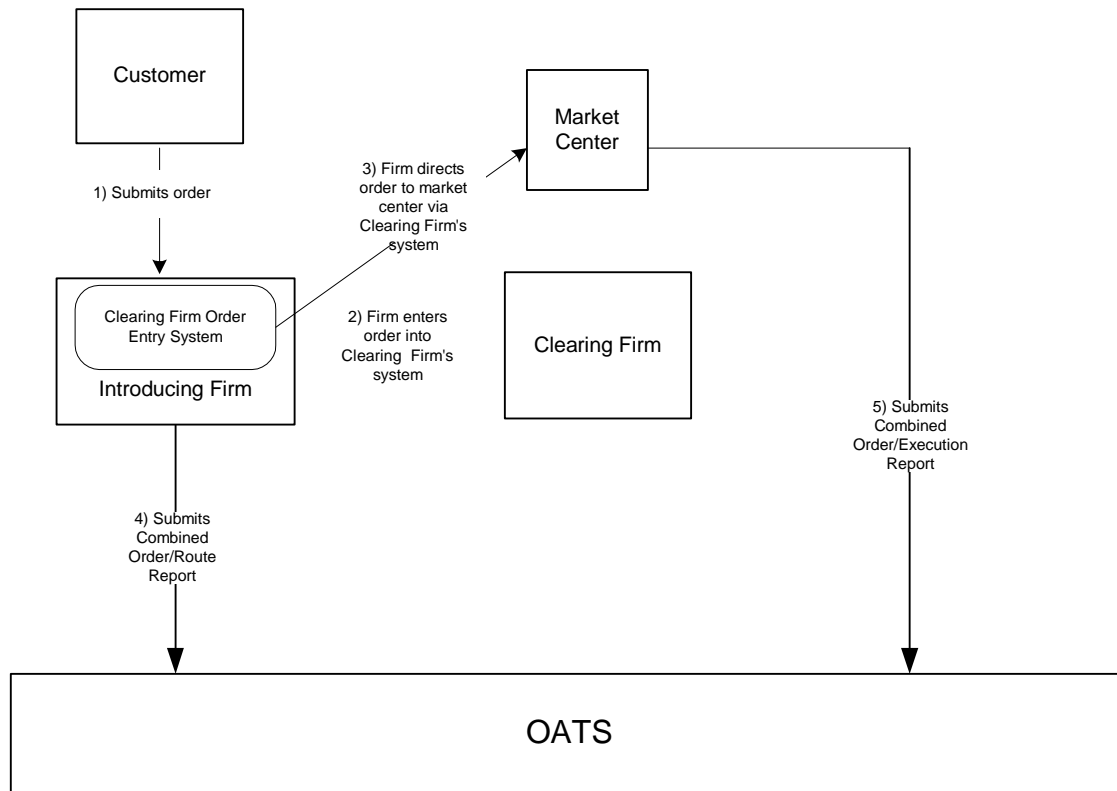 Customer
Market
Center
1) Submits order
3) Firm directs
order to market
center via
Clearing Firm's
system
Clearing Firm Order
Entry System
Introducing Firm
2) Firm enters
order into
Clearing Firm's
system
Clearing Firm
4) Submits
Combined
Order/Route
Report
5) Submits
Combined
Order/Execution
Report
OATS